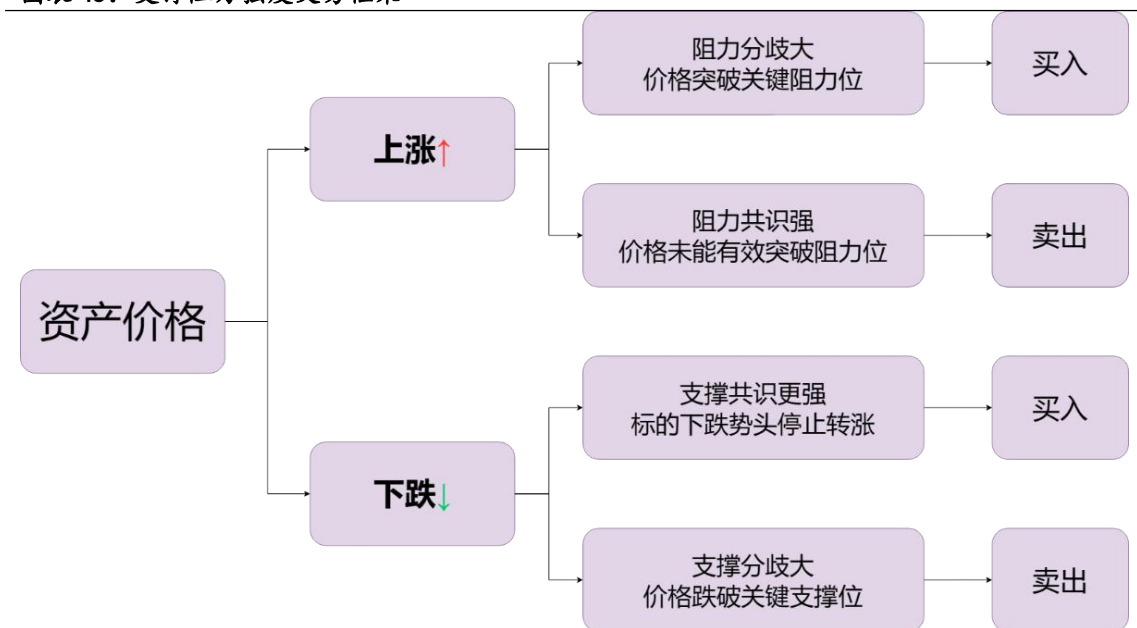 资产价格
上涨↑
阻力分歧大
价格突破关键阻力位
买入
阻力共识强
价格未能有效突破阻力位
卖出
下跌↓
支撑共识更强
标的下跌势头停止转涨
买入
支撑分歧大
价格跌破关键支撑位
卖出